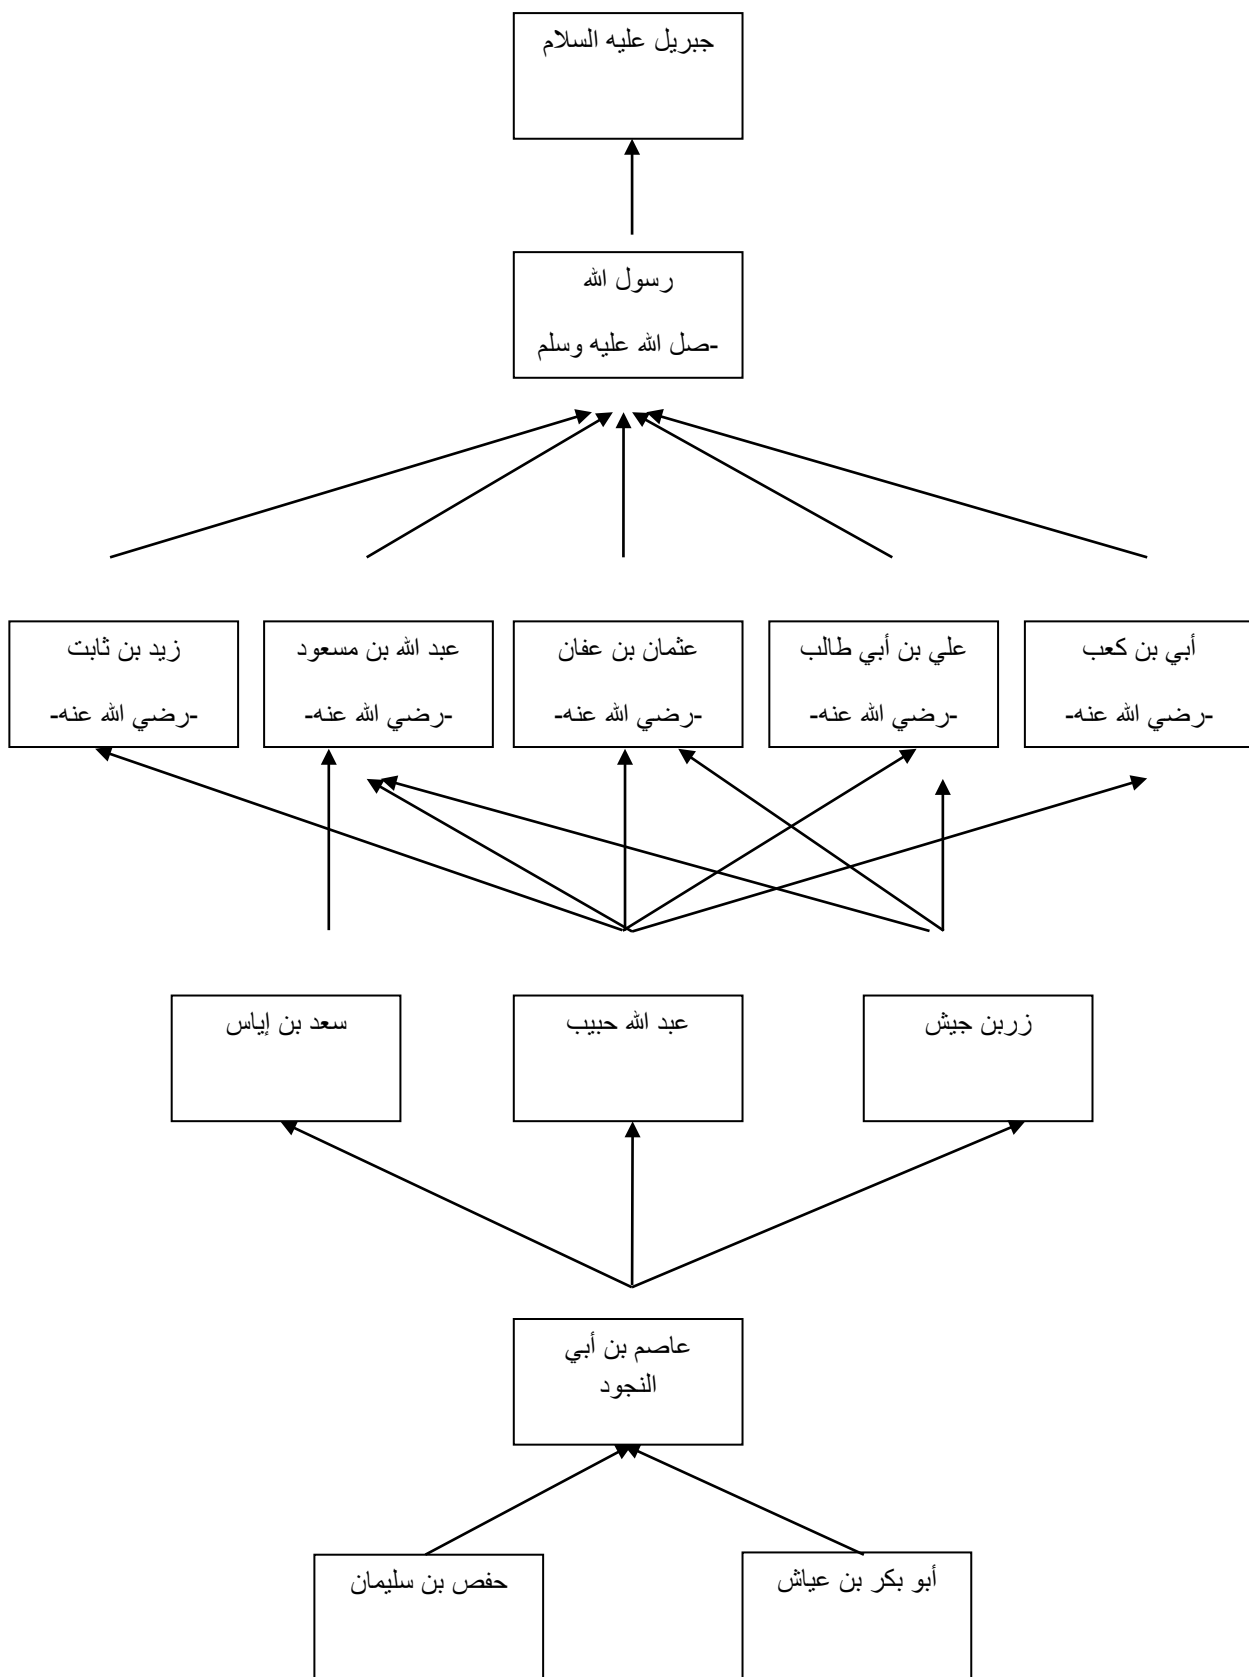 جبريل عليه السلام
رسول الله
-صل الله عليه وسلم
أبي بن كعب
-رضي الله عنه-
علي بن أبي طالب
-رضي الله عنه-
عثمان بن عفان
-رضي الله عنه-
عبد الله بن مسعود
-رضي الله عنه-
زيد بن ثابت
-رضي الله عنه-
زربن جيش
عبد الله حبيب
سعد بن إياس
عاصم بن أبي
النجود
أبو بكر بن عياش
حفص بن سليمان